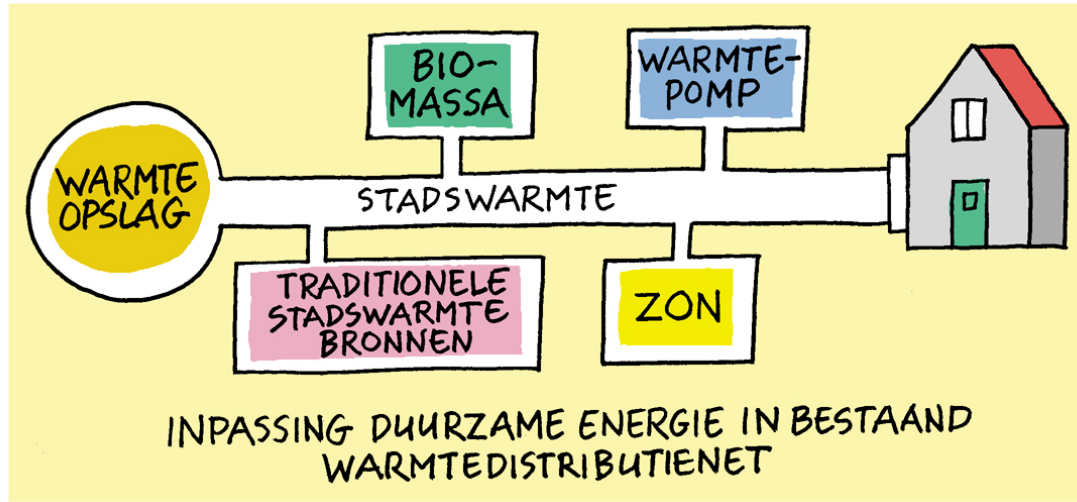 BIO-
MASSA
WARMTE-
POMP
WARMTE
OPSLAG
STADSWARMTE
TRADITIONELE
STADSWARMTE
BRONNEN
ZON
INPASSING DUURZAME ENERGIE IN BESTAAND
WARMTEDISTRIBUTIENET